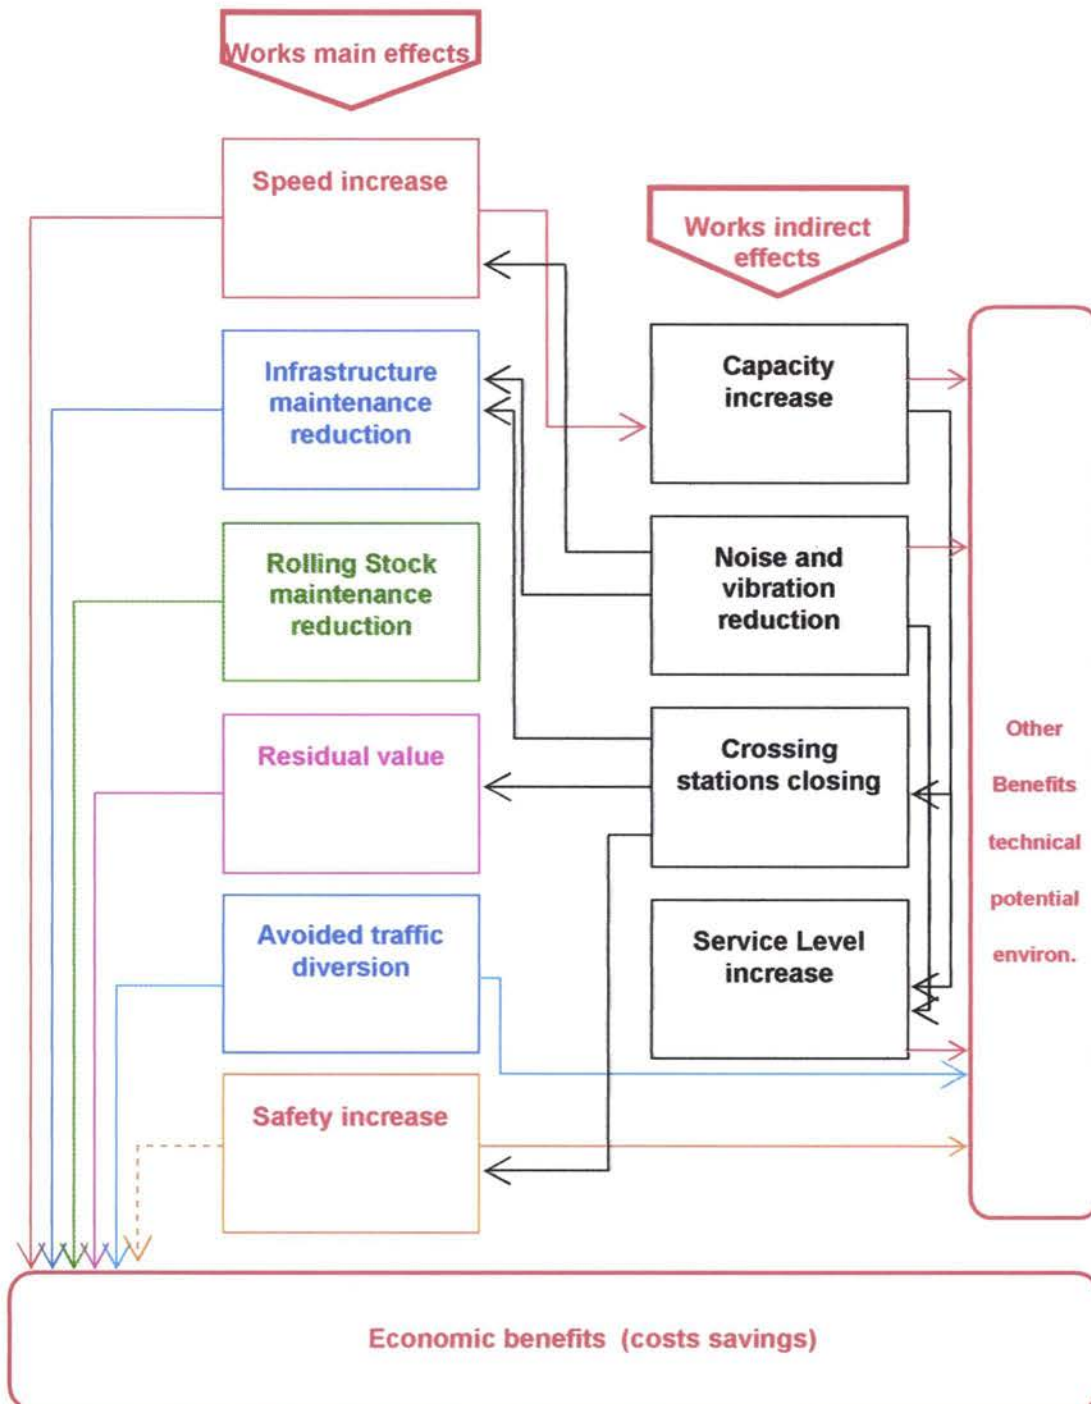 Works main effects
Speed increase
Works indirect
effects
Infrastructure
maintenance
reduction
Capacity
increase
Rolling Stock
maintenance
reduction
Noise and
vibration
reduction
Residual value
Crossing
stations closing
Avoided traffic
diversion
Service Level
increase
Safety increase
Other
Benefits
technical
potential
environ.
Economic benefits (costs savings)